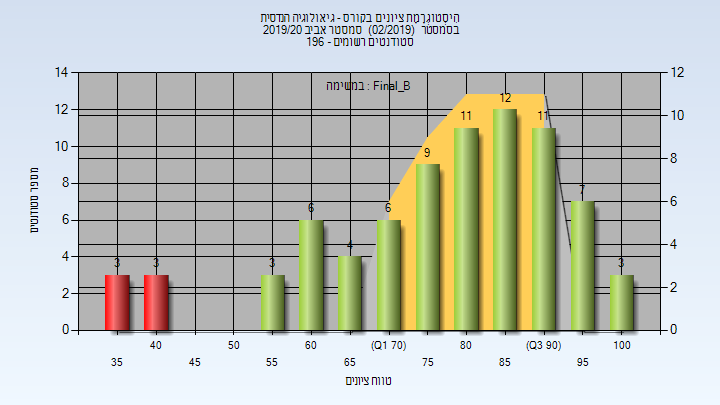 היסטוגרמת ציונים בקורס - גיאולוגיה הנדסית
בסמסטר (02/2019) סמסטר אביב 2019/20
סטודנטים רשומים - 196
במשימה : Final_B
מספר סטודנטים
14 12 10 8 6 4 2 0
12 10 8 6 4 2 0
3 3 3 6 4 6 9 11 12 11 7 3
40 50 60 (Q1 70) 80 (Q3 90) 100
35 45 55 65 75 85 95
טווח ציונים